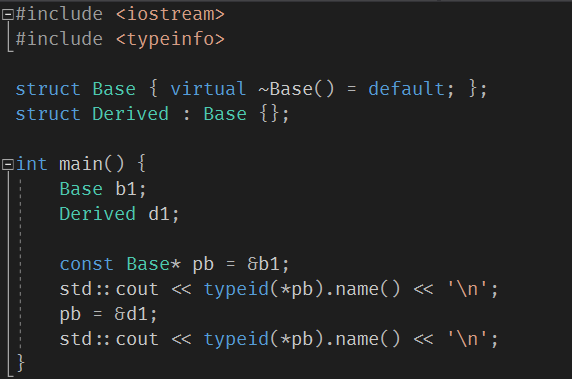 #include <iostream>
#include <typeinfo>
struct Base { virtual ~Base() = default; };
struct Derived : Base {};
int main() {
Base b1;
Derived d1;
const Base* pb = &b1;
std::cout << typeid(*pb).name() << '\n';
pb = &d1;
std::cout << typeid(*pb).name() << '\n';
}